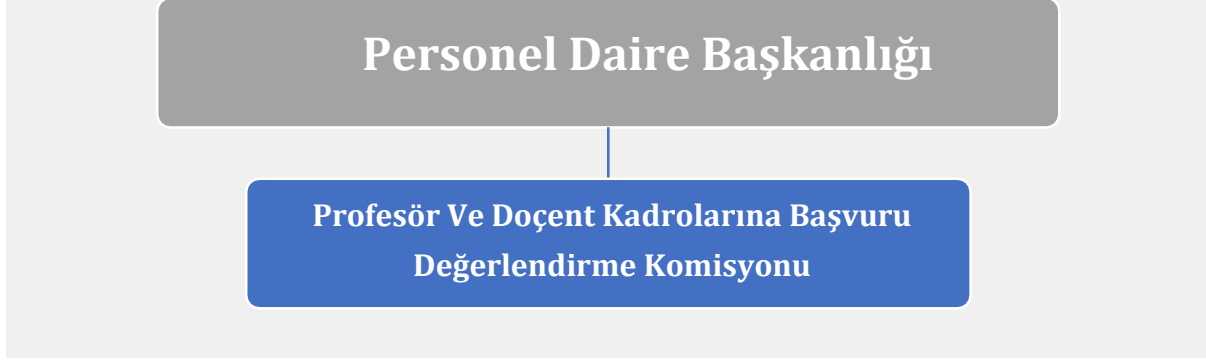 Personel Daire Başkanlığı
Profesör Ve Doçent Kadrolarına Başvuru
Değerlendirme Komisyonu